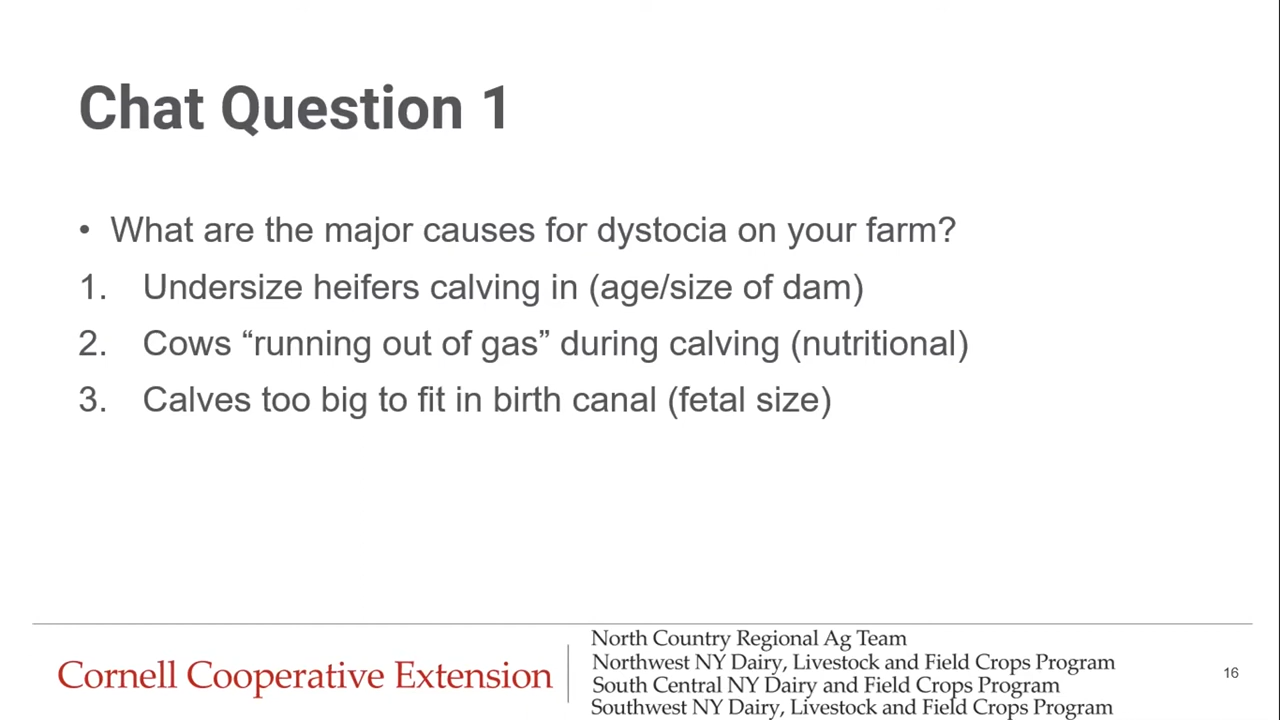 Chat Question 1
• What are the major causes for dystocia on your farm?
1. Undersize heifers calving in (age/size of dam)
2. Cows “running out of gas” during calving (nutritional)
3. Calves too big to fit in birth canal (fetal size)
Cornell Cooperative Extension
North Country Regional Ag Team
Northwest NY Dairy, Livestock and Field Crops Program
South Central NY Dairy and Field Crops Program
Southwest NY Dairy, Livestock and Field Crops Program
16